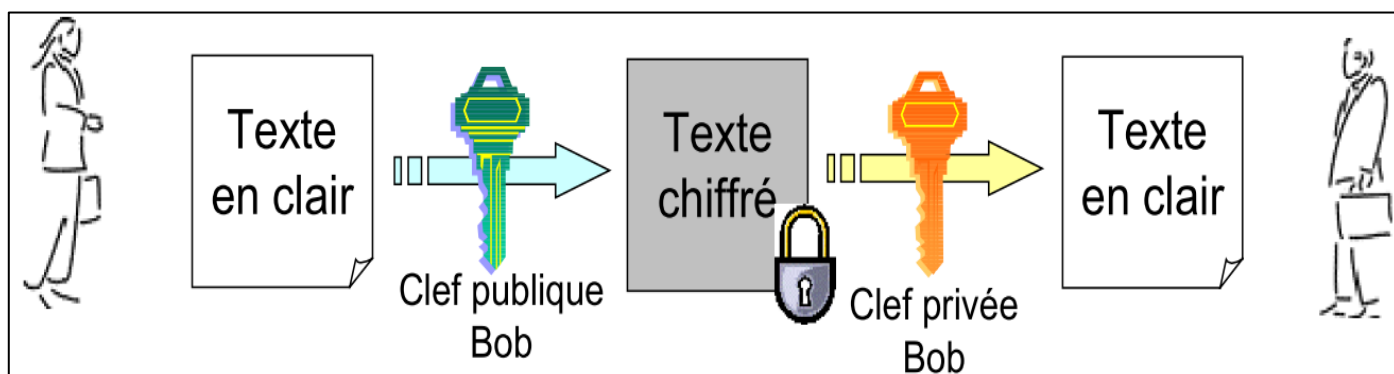 Texte
en clair
Clef publique
Bob
Texte
chiffré
Clef privée
Bob
Texte
en clair